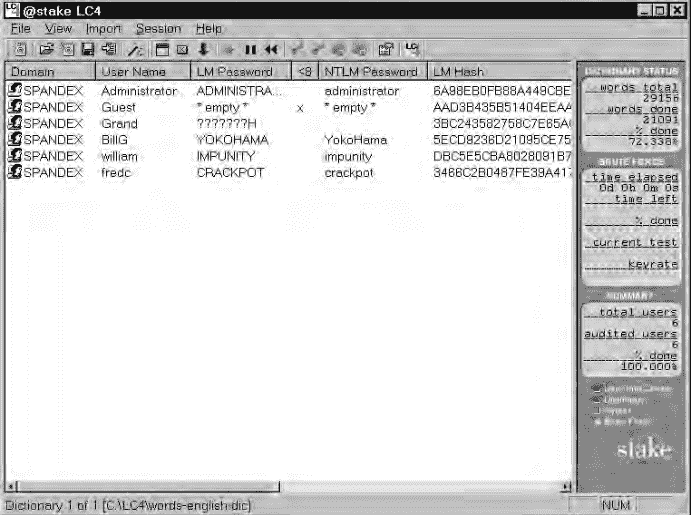 @stake LC4
File View Import Session Help
Domain User Name LM Password <8 NTLM Password LM Hash
SPANDEX Administrator ADMINISTRA... administrator 6A98EB0FB88A449CBE
SPANDEX Guest * empty * x * empty * AAD3B435B51404EEAA
SPANDEX Grand ???????H 3BC243582758C7E65A
SPANDEX BillG YOKOHAMA YokoHama 5ECD9236D21095CE75
SPANDEX william IMPUNITY impunity DBC5E5CBA8028091B7
SPANDEX fredc CRACKPOT crackpot 3466C2B0487FE39A417
DICTIONARY STATUS
words total
29156
words done
21091
% done
72.338%
BRUTE FORCE
time elapsed
0d 0h 0m 0s
time left
% done
current test
keyrate
SUMMARY
total users
6
audited users
6
% done
100.000%
stake
Dictionary 1 of 1 [C:\LC4\words-english.dic]
NUM